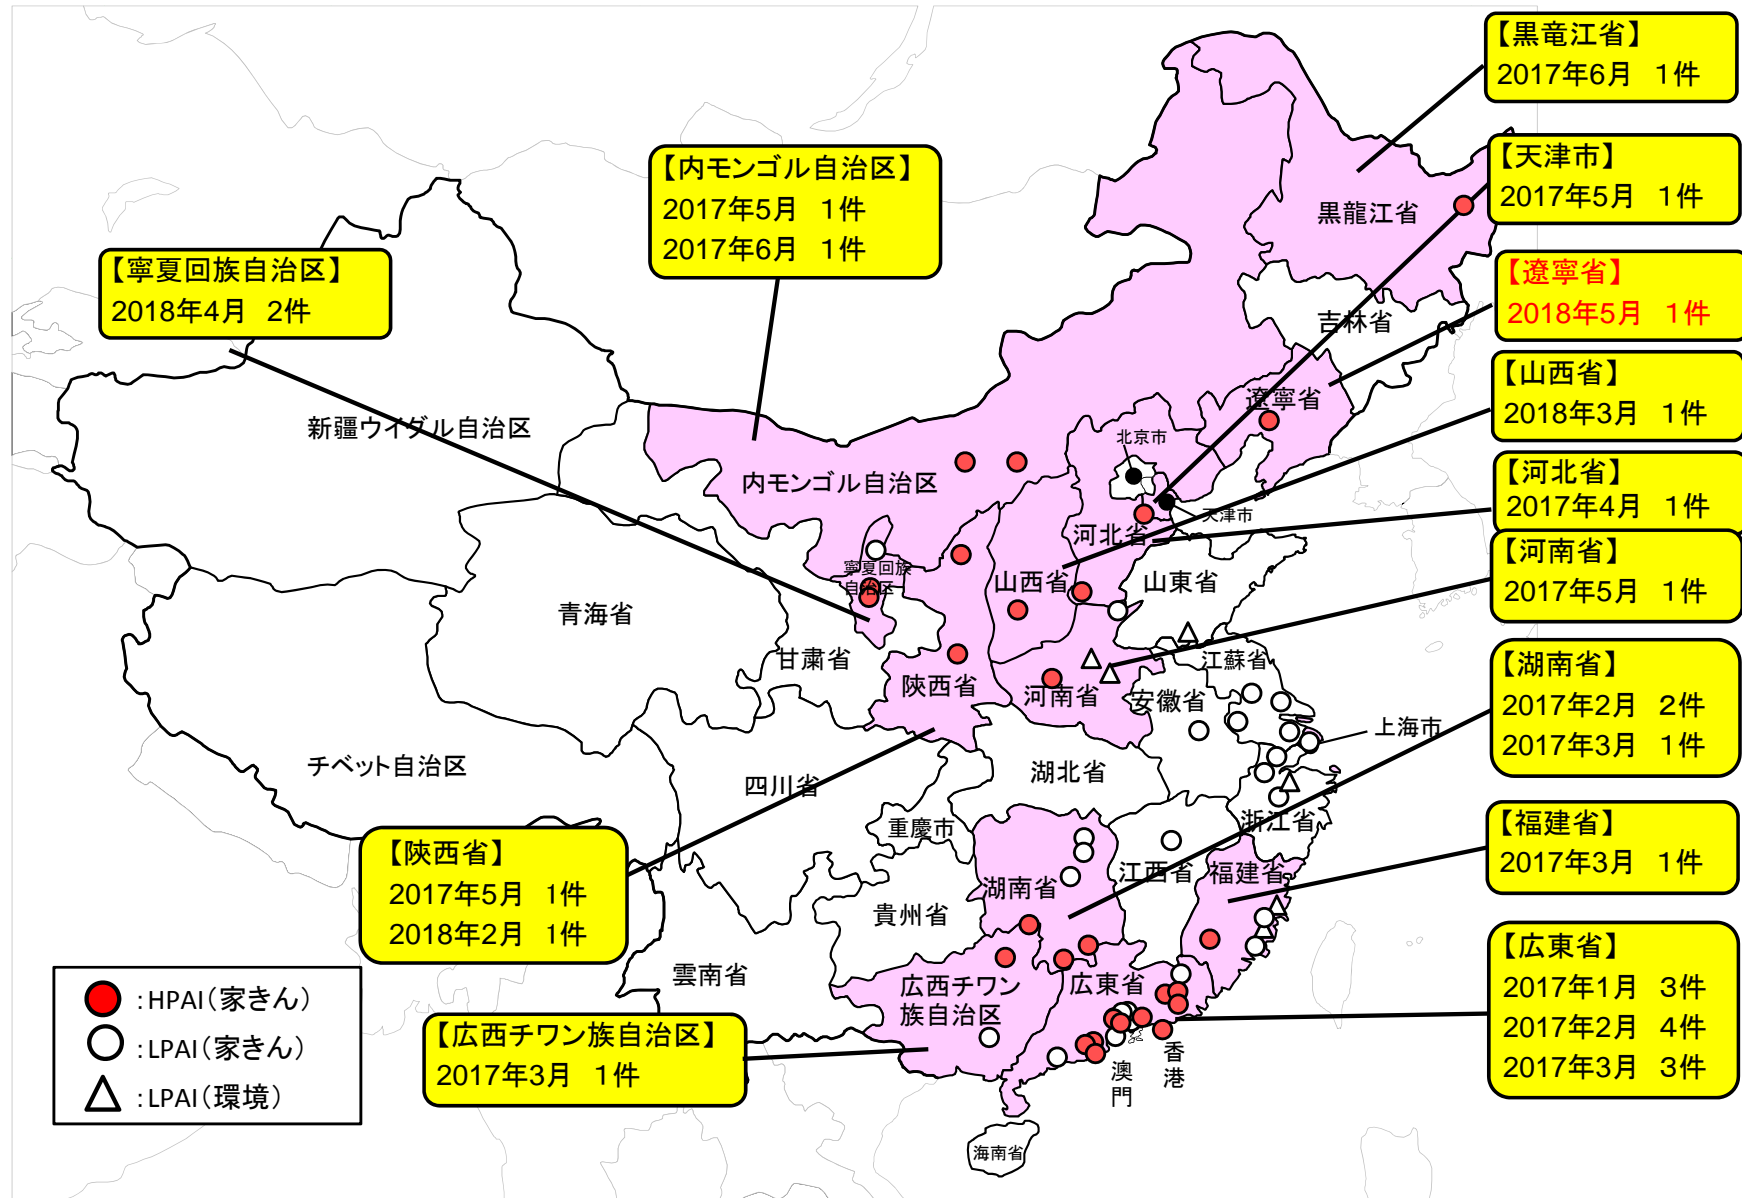 【黒竜江省】
2017年6月 1件
【天津市】
2017年5月 1件
【内モンゴル自治区】
2017年5月 1件
2017年6月 1件
【寧夏回族自治区】
2018年4月 2件
【遼寧省】
2018年5月 1件
【山西省】
2018年3月 1件
【河北省】
2017年4月 1件
【河南省】
2017年5月 1件
【湖南省】
2017年2月 2件
2017年3月 1件
【福建省】
2017年3月 1件
【広東省】
2017年1月 3件
2017年2月 4件
2017年3月 3件
【陝西省】
2017年5月 1件
2018年2月 1件
【広西チワン族自治区】
2017年3月 1件
黒龍江省
吉林省
遼寧省
北京市
天津市
新疆ウイグル自治区
内モンゴル自治区
河北省
寧夏回族
自治区
山西省
山東省
青海省
甘粛省
陝西省
河南省
江蘇省
安徽省
上海市
チベット自治区
四川省
湖北省
重慶市
浙江省
湖南省
江西省
福建省
貴州省
雲南省
広西チワン
族自治区
広東省
澳門
香港
海南省
:HPAI(家きん)
:LPAI(家きん)
:LPAI(環境)